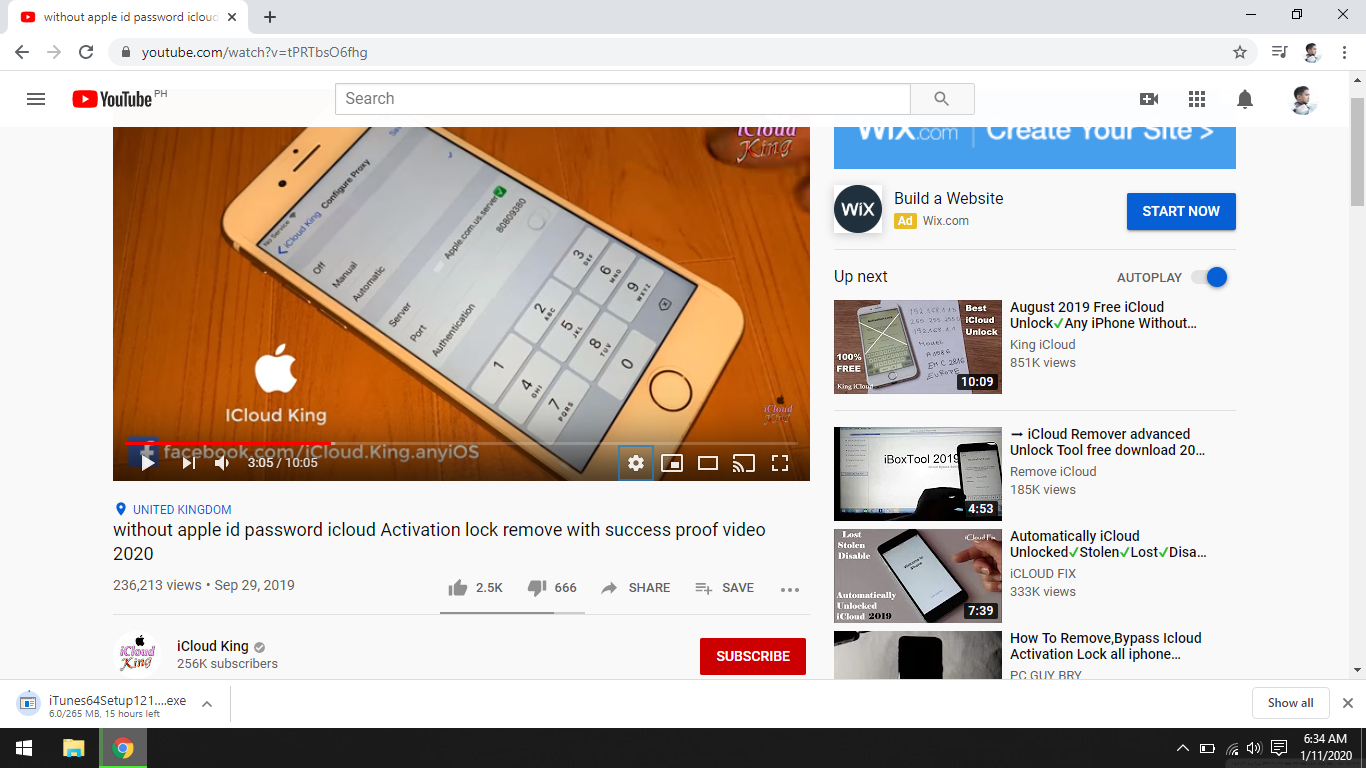 without apple id password icloud
youtube.com/watch?v=tPRTbsO6fhg
YouTube PH
Search
iCloud King
No Service
iCloud King
Configure Proxy
Off
Manual
Automatic
Server
Apple.com.us.server✅
Port
80809380
Authentication
1
2 ABC
3 DEF
4 GHI
5 JKL
6 MNO
7 PQRS
8 TUV
9 WXYZ
0
ICloud King
facebook.com/iCloud.King.anyiOS
iCloud King
3:05 / 10:05
UNITED KINGDOM
without apple id password icloud Activation lock remove with success proof video
2020
236,213 views • Sep 29, 2019
2.5K
666
SHARE
SAVE
iCloud King
iCloud King
256K subscribers
SUBSCRIBE
WIX.com | Create Your Site >
WiX
Build a Website
Ad Wix.com
START NOW
Up next
AUTOPLAY
Best
iCloud
Unlock
100%
FREE
King iCloud
10:09
August 2019 Free iCloud
Unlock✓Any iPhone Without...
King iCloud
851K views
iBoxTool 2019
4:53
➞ iCloud Remover advanced
Unlock Tool free download 20...
Remove iCloud
185K views
Lost
Stolen
Disable
iCloud Fix
Automatically
Unlocked
iCloud 2019
7:39
Automatically iCloud
Unlocked✓Stolen✓Lost✓Disa...
iCLOUD FIX
333K views
How To Remove,Bypass Icloud
Activation Lock all iphone...
PC GUY BRY
iTunes64Setup121....exe
6.0/265 MB, 15 hours left
Show all
6:34 AM
1/11/2020